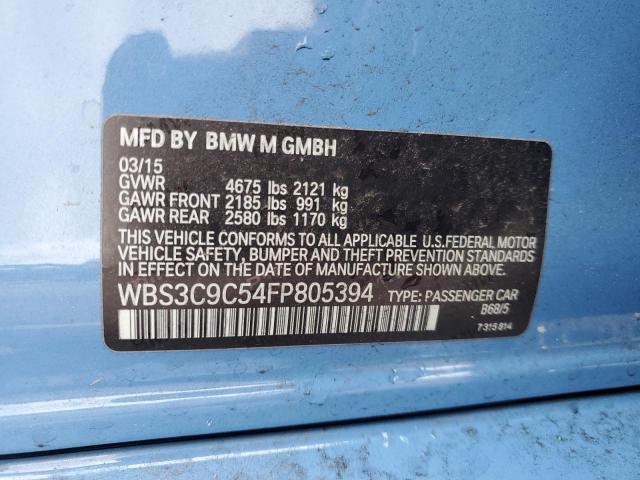 MFD BY BMW M GMBH
03/15
GVWR 4675 lbs 2121 kg
GAWR FRONT 2185 lbs 991 kg
GAWR REAR 2580 lbs 1170 kg
THIS VEHICLE CONFORMS TO ALL APPLICABLE U.S.FEDERAL MOTOR
VEHICLE SAFETY, BUMPER AND THEFT PREVENTION STANDARDS
IN EFFECT ON THE DATE OF MANUFACTURE SHOWN ABOVE.
WBS3C9C54FP805394 TYPE: PASSENGER CAR
B68/5
7 315 814